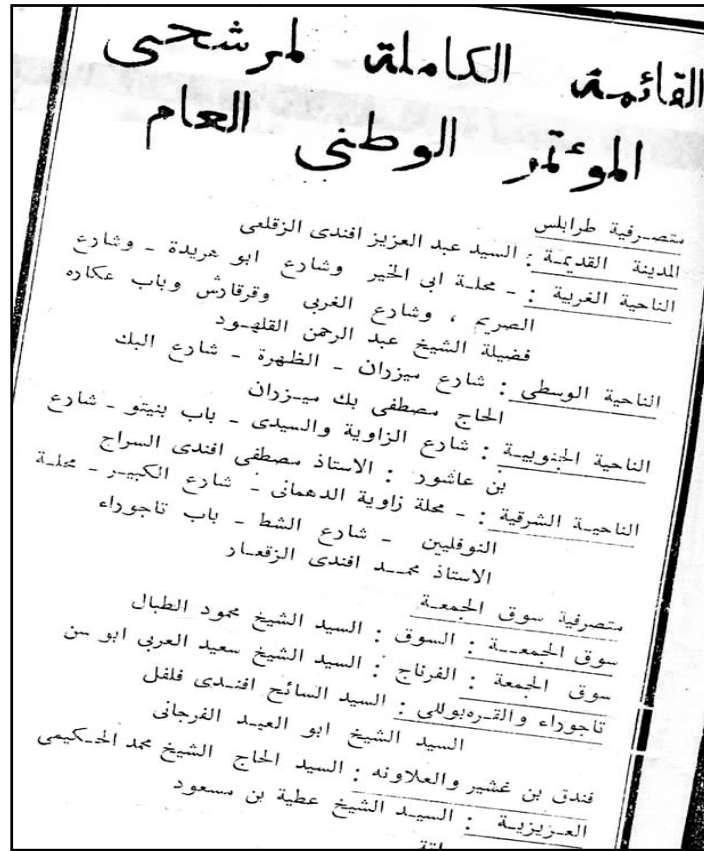 القائمة الكاملة لمرشحى
الموءتمر الوطنى العام
متصرفية طرابلس
المدينة القديمة : السيد عبد العزيز افندى الزقلعى
الناحية الغربية : - محلة ابى الخير وشارع ابو هريدة - وشارع
الصريم ، وشارع الغربى وقرقارش وباب عكاره
فضيلة الشيخ عبد الرحمن القلهود
الناحية الوسطى : شارع ميزران - الظهرة - شارع البك
الحاج مصطفى بك ميزران
الناحية الجنوبية : شارع الزاوية والسيدى - باب بنيتو - شارع
بن عاشور : الاستاذ مصطفى افندى السراج
الناحية الشرقية : - محلة زاوية الدهمانى - شارع الكبير - محلة
النوفليين - شارع الشط - باب تاجوراء
الاستاذ محمد افندى الزقعار
متصرفية سوق الجمعة
سوق الجمعة : السوق : السيد الشيخ محمود الطبال
سوق الجمعة : الفرناج : السيد الشيخ سعيد العربى ابو سن
تاجوراء والقره‌بوللى : السيد السائح افندى فلفل
السيد الشيخ ابو العيد الفرجانى
فندق بن غشير والعلاونه : السيد الحاج الشيخ محمد الحكيمى
العزيزية : السيد الشيخ عطية بن مسعود